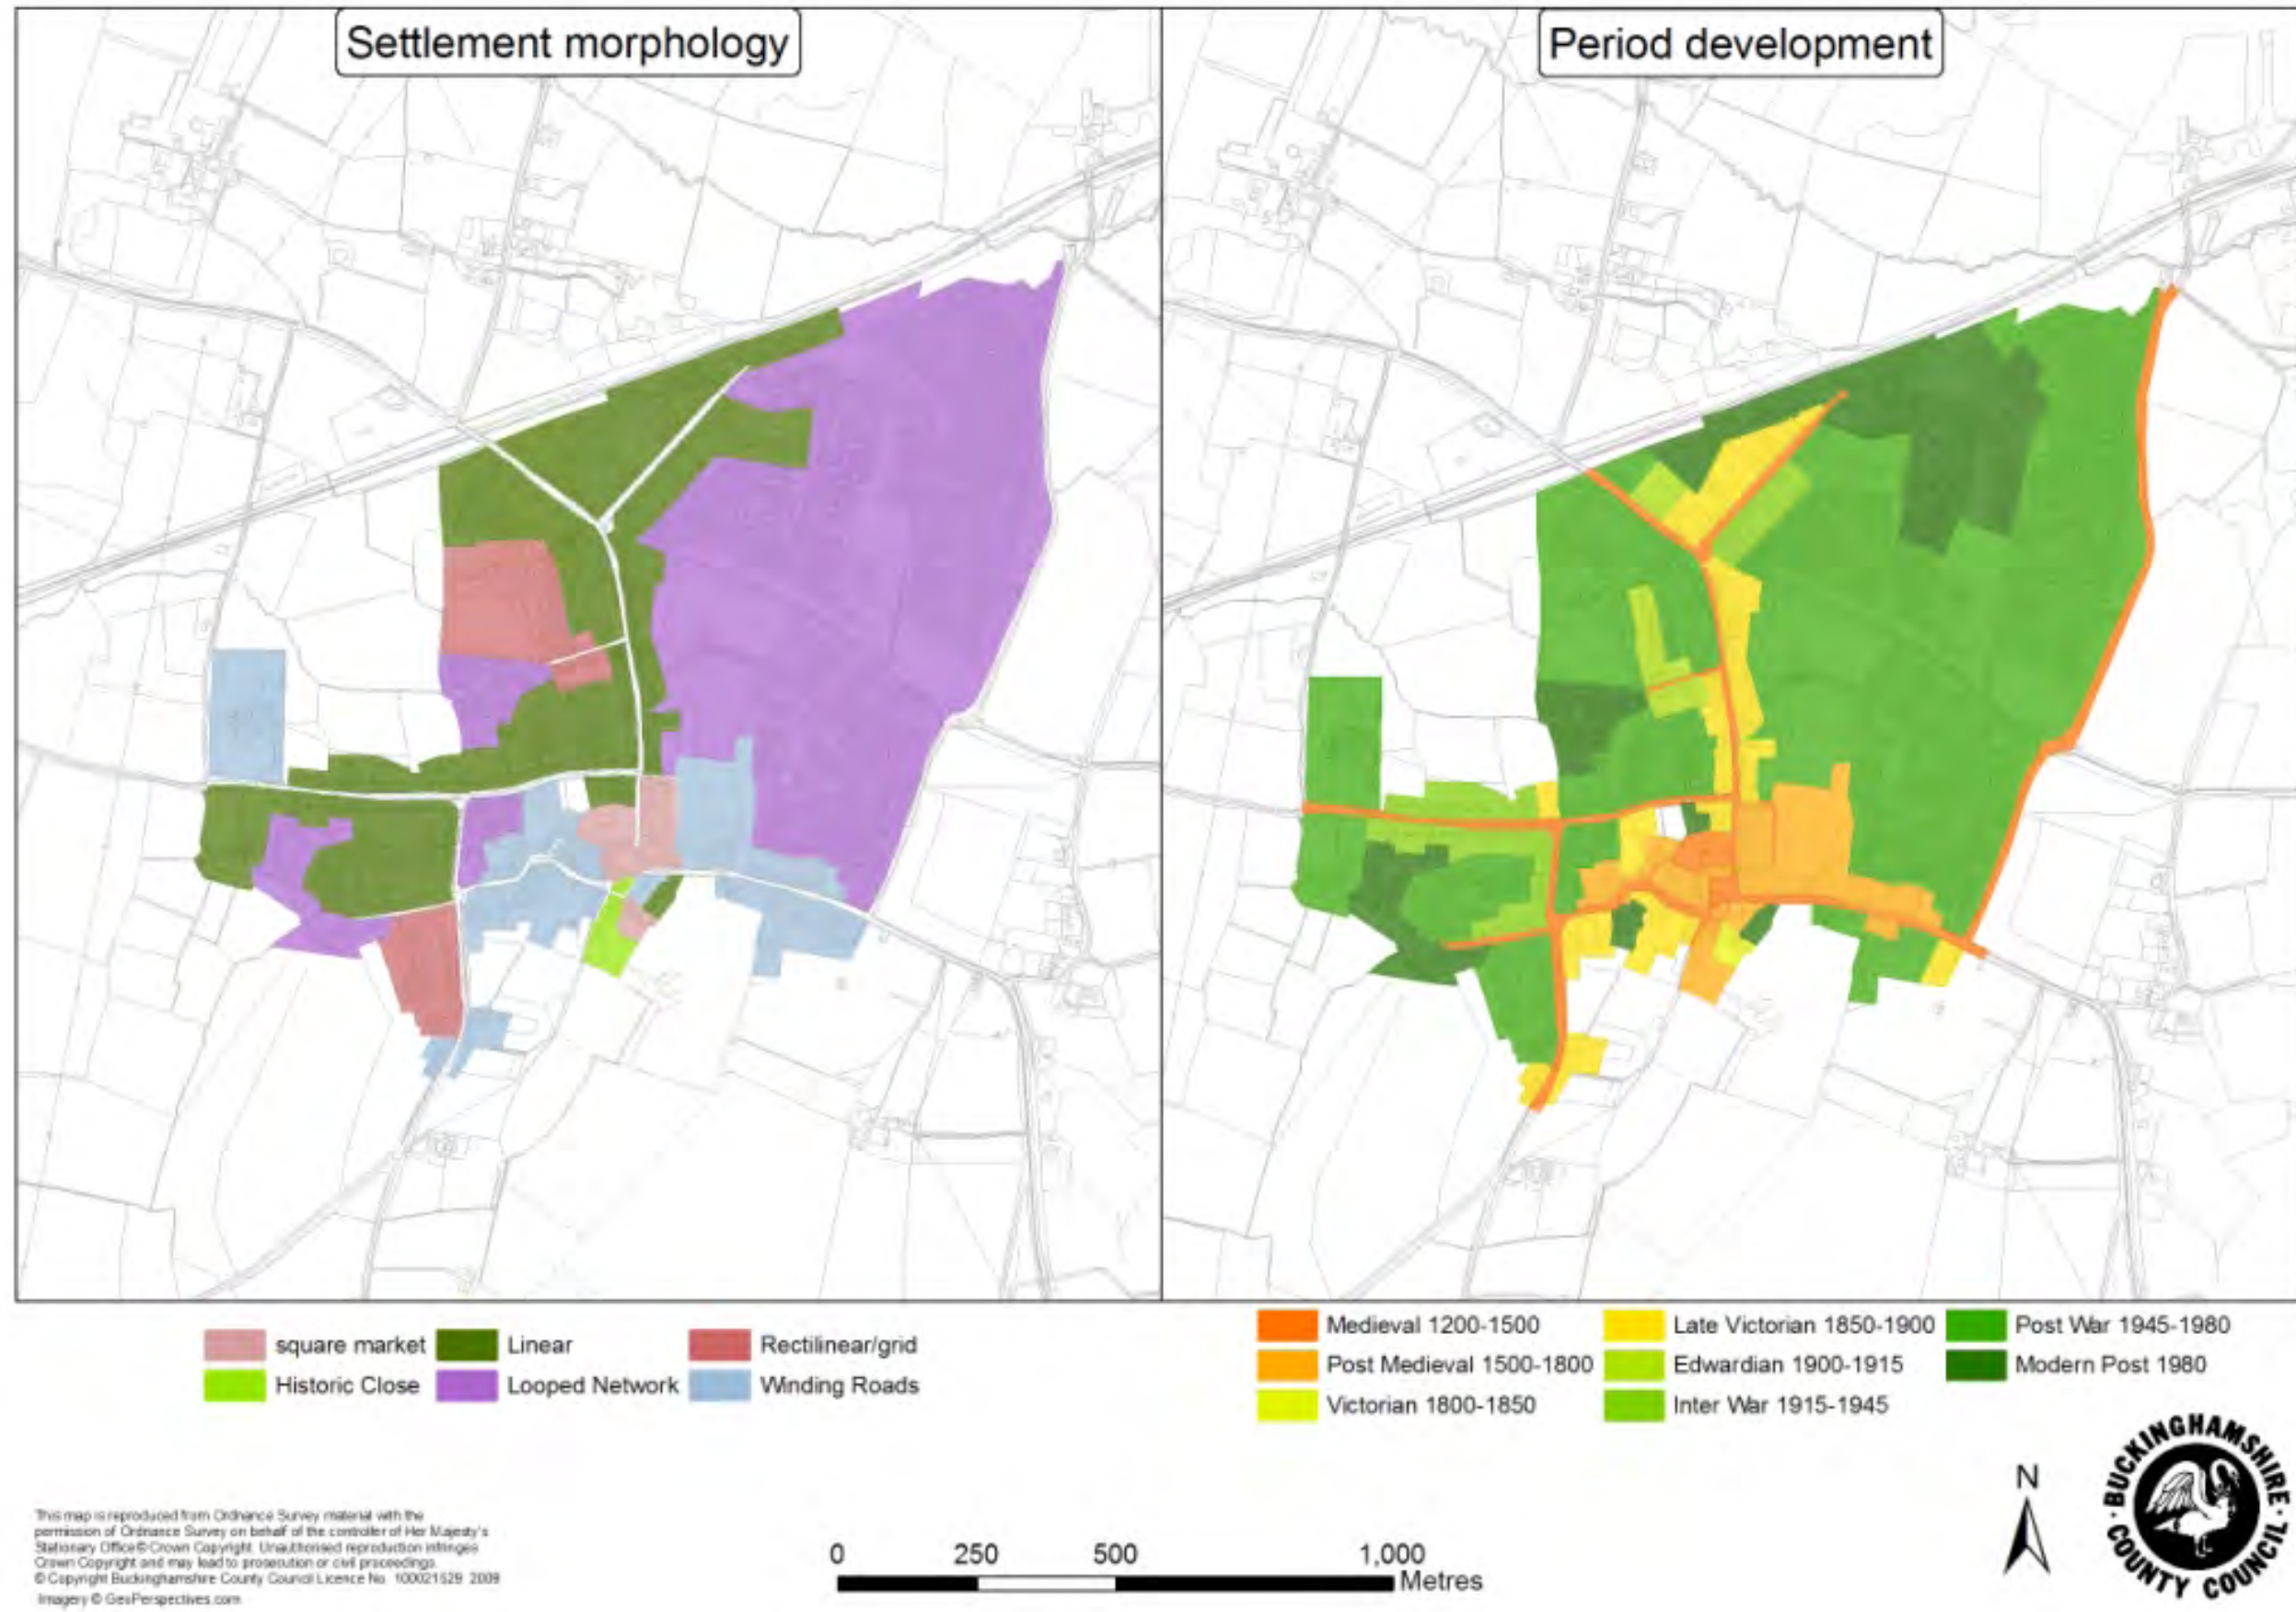 Settlement morphology
Period development
square market
Linear
Rectilinear/grid
Historic Close
Looped Network
Winding Roads
Medieval 1200-1500
Late Victorian 1850-1900
Post War 1945-1980
Post Medieval 1500-1800
Edwardian 1900-1915
Modern Post 1980
Victorian 1800-1850
Inter War 1915-1945
This map is reproduced from Ordnance Survey material with the
permission of Ordnance Survey on behalf of the controller of Her Majesty's
Stationary Office © Crown Copyright. Unauthorised reproduction infringes
Crown Copyright and may lead to prosecution or civil proceedings.
© Copyright Buckinghamshire County Council Licence No. 100021529 2009
Imagery © GeoPerspectives.com
0 250 500 1,000
Metres
N
BUCKINGHAMSHIRE
COUNTY COUNCIL